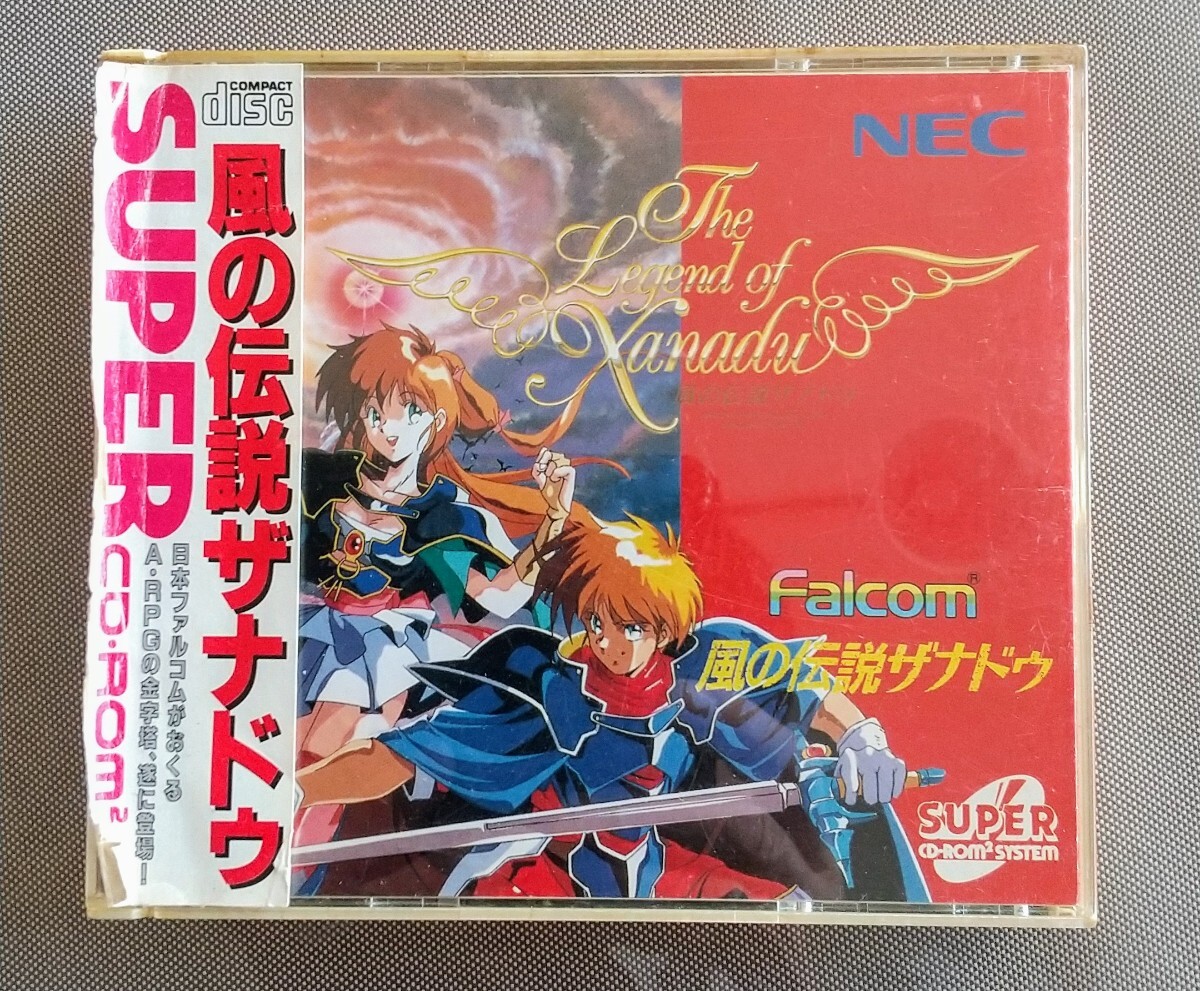 COMPACT
disc
SUPER CD-ROM²
風の伝説ザナドゥ
日本ファルコムがおくる
A・RPGの金字塔、遂に登場!
NEC
The
Legend of
Xanadu
Falcom®
風の伝説ザナドゥ
SUPER
CD-ROM² SYSTEM